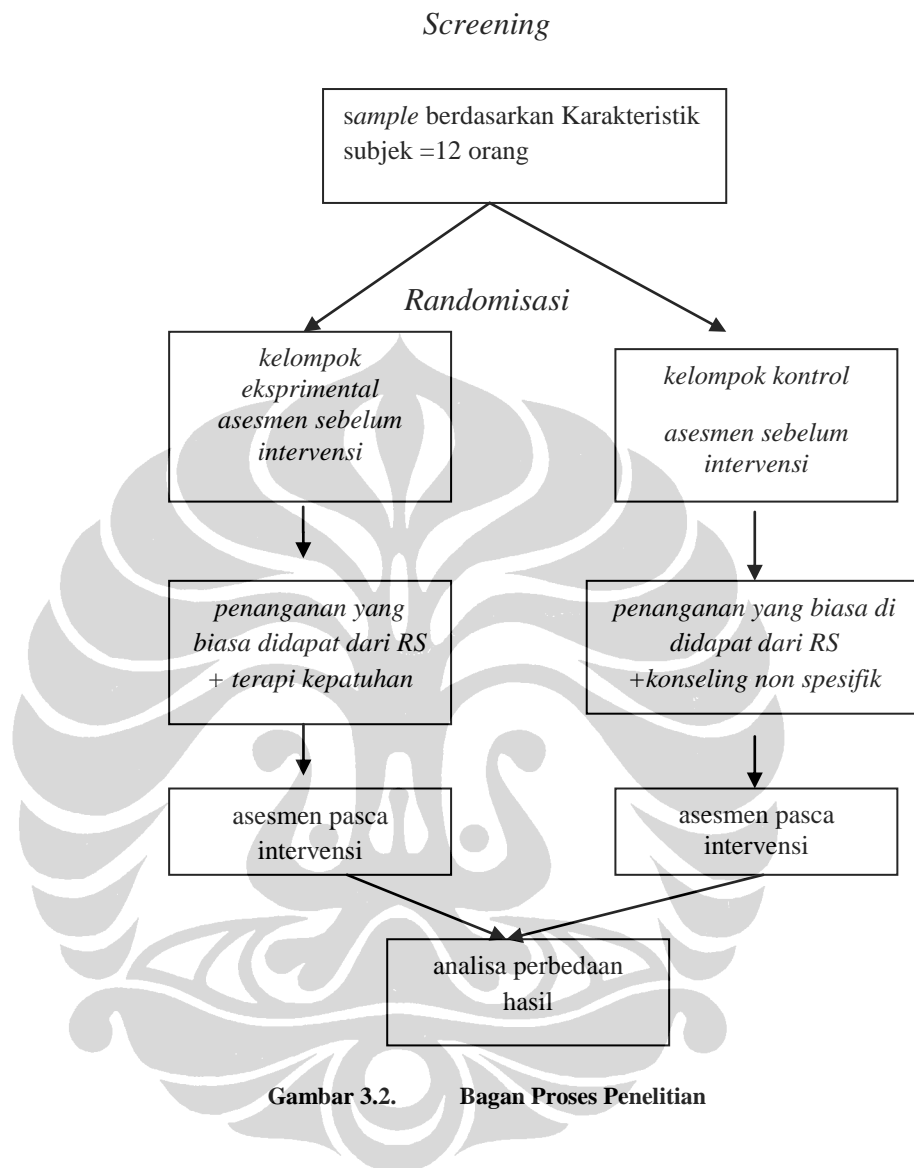 Screening
sample berdasarkan Karakteristik
subjek =12 orang
Randomisasi
kelompok
eksprimental
asesmen sebelum
intervensi
kelompok kontrol
asesmen sebelum
intervensi
penanganan yang
biasa didapat dari RS
+ terapi kepatuhan
penanganan yang biasa di
didapat dari RS
+konseling non spesifik
asesmen pasca
intervensi
asesmen pasca
intervensi
analisa perbedaan
hasil
Gambar 3.2. Bagan Proses Penelitian